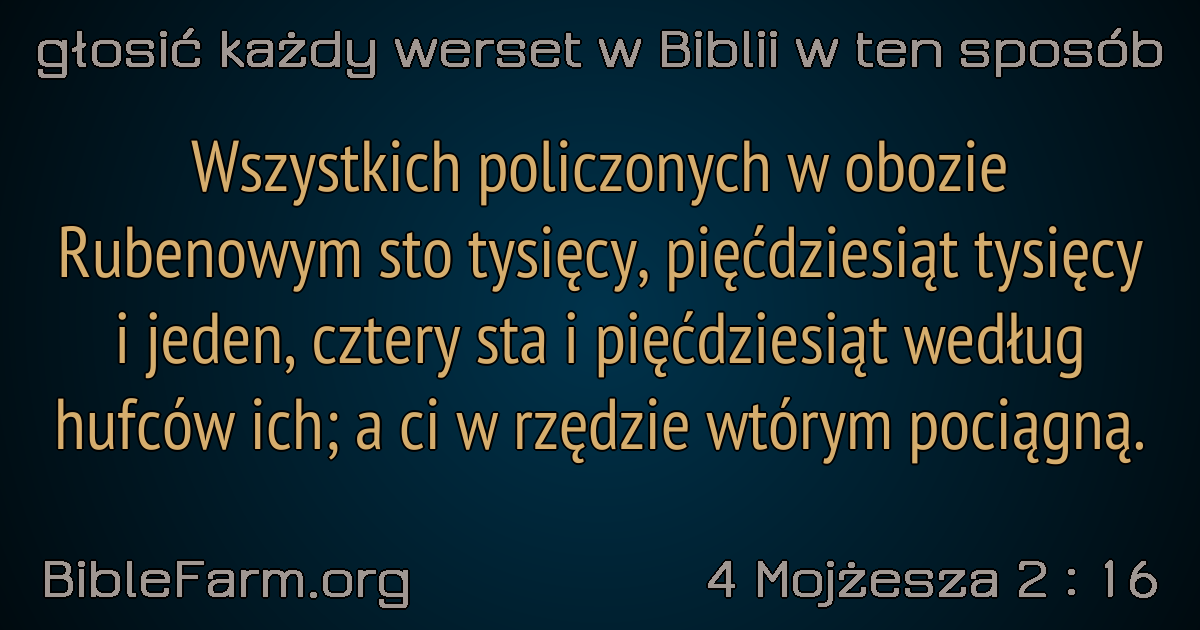 głosić każdy werset w Biblii w ten sposób
Wszystkich policzonych w obozie
Rubenowym sto tysięcy, pięćdziesiąt tysięcy
i jeden, cztery sta i pięćdziesiąt według
hufców ich; a ci w rzędzie wtórym pociągną.
BibleFarm.org
4 Mojżesza 2 : 16